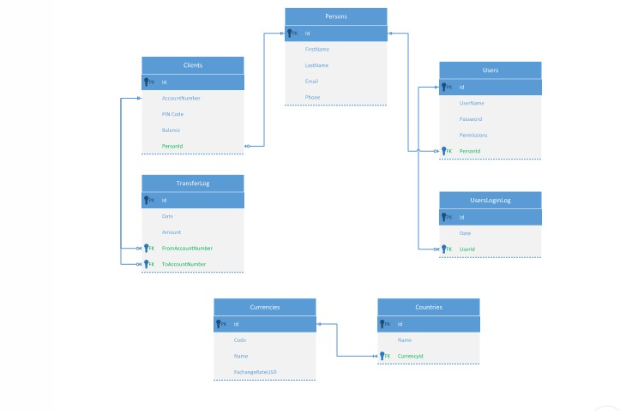 Persons
PK Id
FirstName
LastName
Email
Phone
Clients
PK Id
AccountNumber
PIN Code
Balance
PersonId
Users
PK Id
UserName
Password
Permissions
FK PersonId
TransferLog
PK Id
Date
Amount
FK FromAccountNumber
FK ToAccountNumber
UsersLoginLog
PK Id
Date
FK UserId
Currencies
PK Id
Code
Name
ExchangeRateUSD
Countries
PK Id
Name
FK CurrencyId